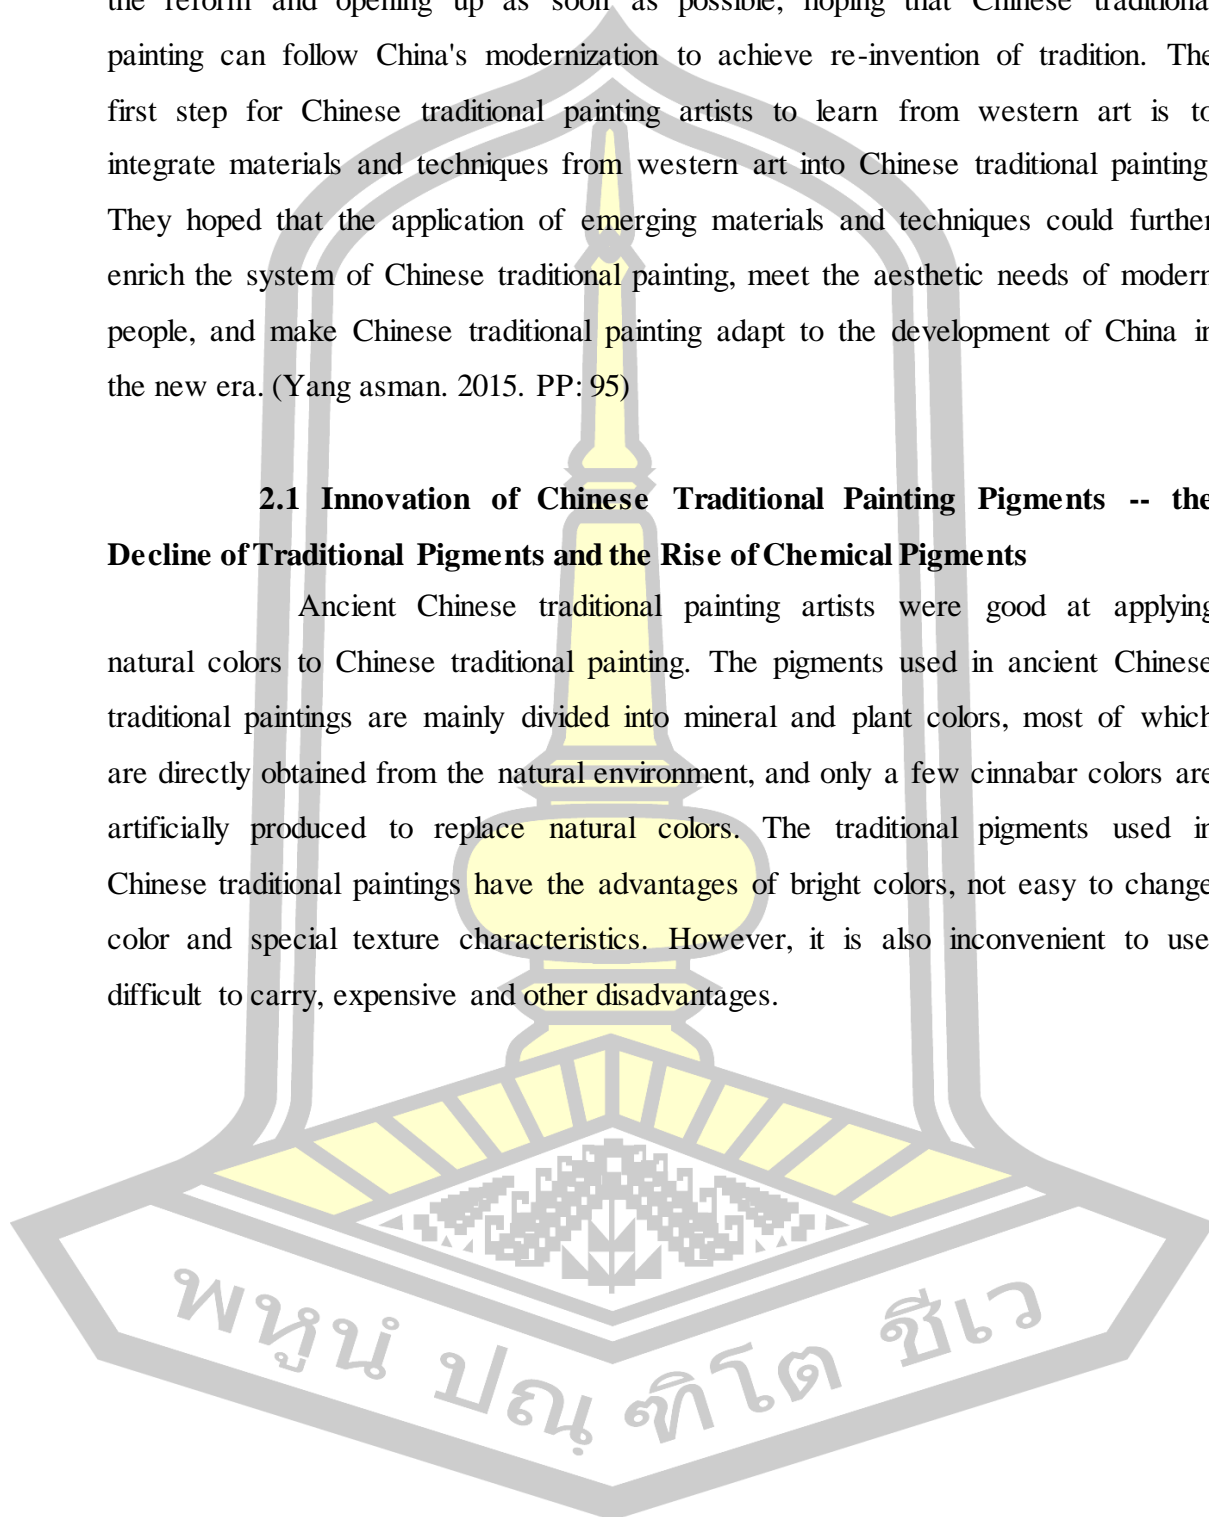 the reform and opening up as soon as possible, hoping that Chinese traditional
painting can follow China's modernization to achieve re-invention of tradition. The
first step for Chinese traditional painting artists to learn from western art is to
integrate materials and techniques from western art into Chinese traditional painting
They hoped that the application of emerging materials and techniques could further
enrich the system of Chinese traditional painting, meet the aesthetic needs of modern
people, and make Chinese traditional painting adapt to the development of China in
the new era. (Yang asman. 2015. PP: 95)
2.1 Innovation of Chinese Traditional Painting Pigments -- the
Decline of Traditional Pigments and the Rise of Chemical Pigments
Ancient Chinese traditional painting artists were good at applying
natural colors to Chinese traditional painting. The pigments used in ancient Chinese
traditional paintings are mainly divided into mineral and plant colors, most of which
are directly obtained from the natural environment, and only a few cinnabar colors are
artificially produced to replace natural colors. The traditional pigments used in
Chinese traditional paintings have the advantages of bright colors, not easy to change
color and special texture characteristics. However, it is also inconvenient to use
difficult to carry, expensive and other disadvantages.
พหูนํ ปณฺฑิโต ชีเว